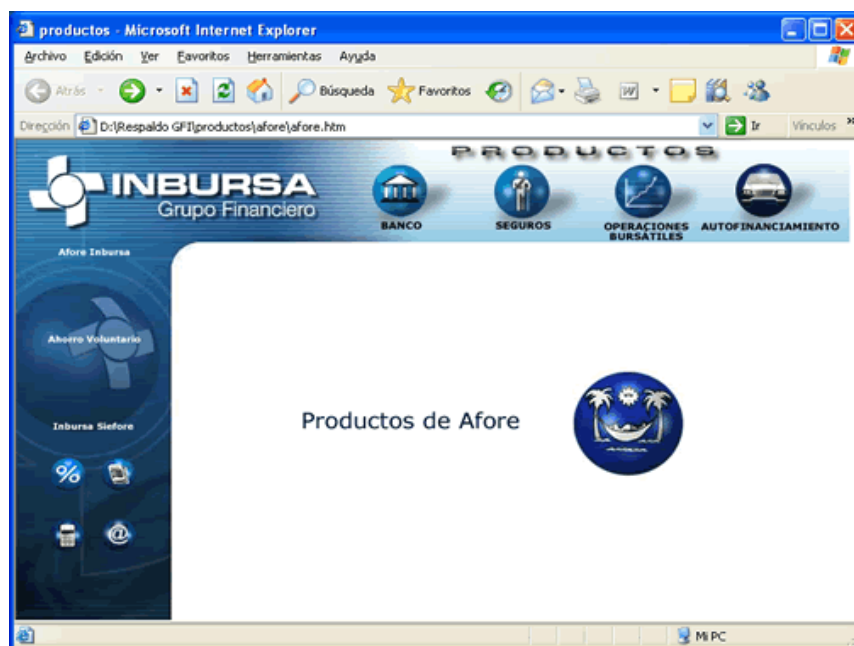 productos - Microsoft Internet Explorer
Archivo Edición Ver Favoritos Herramientas Ayuda
Atrás Búsqueda Favoritos
Dirección D:\Respaldo GFI\productos\afore\afore.htm Ir Vínculos
PRODUCTOS
INBURSA
Grupo Financiero
BANCO SEGUROS OPERACIONES BURSÁTILES AUTOFINANCIAMIENTO
Afore Inbursa
Ahorro Voluntario
Productos de Afore
Inbursa Siefore
Mi PC